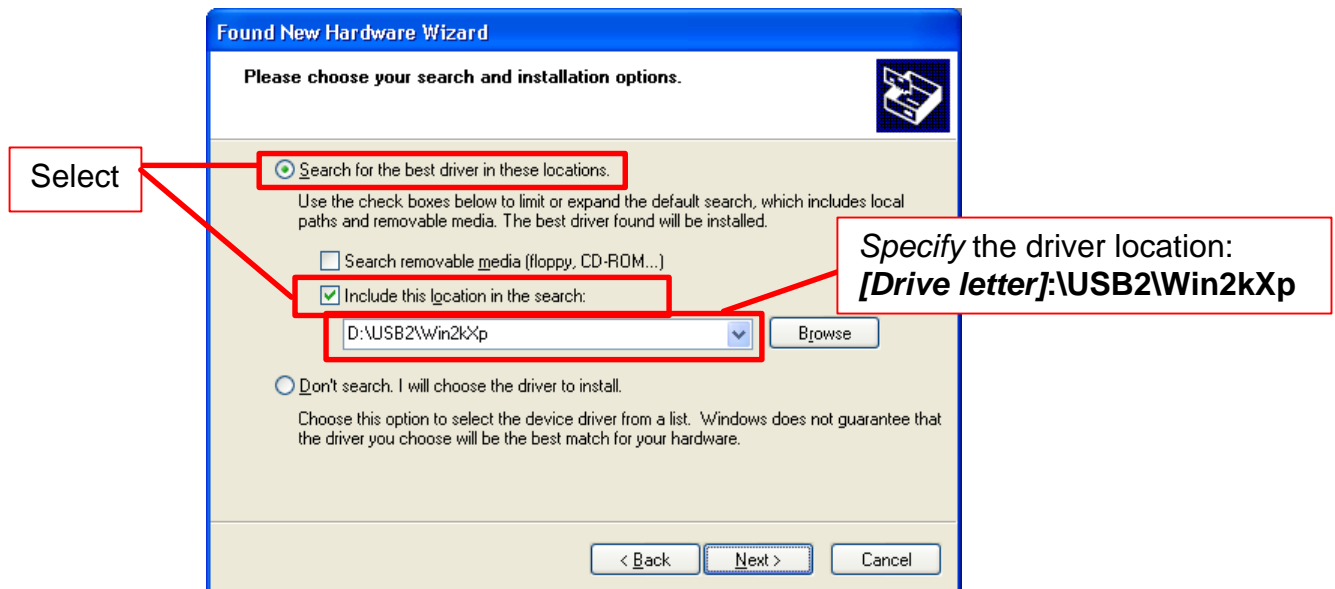 Found New Hardware Wizard
Please choose your search and installation options.
Select
Search for the best driver in these locations.
Use the check boxes below to limit or expand the default search, which includes local
paths and removable media. The best driver found will be installed.
Search removable media (floppy, CD-ROM...)
Include this location in the search:
D:\USB2\Win2kXp
Browse
Specify the driver location:
[Drive letter]:\USB2\Win2kXp
Don't search. I will choose the driver to install.
Choose this option to select the device driver from a list. Windows does not guarantee that
the driver you choose will be the best match for your hardware.
< Back
Next >
Cancel